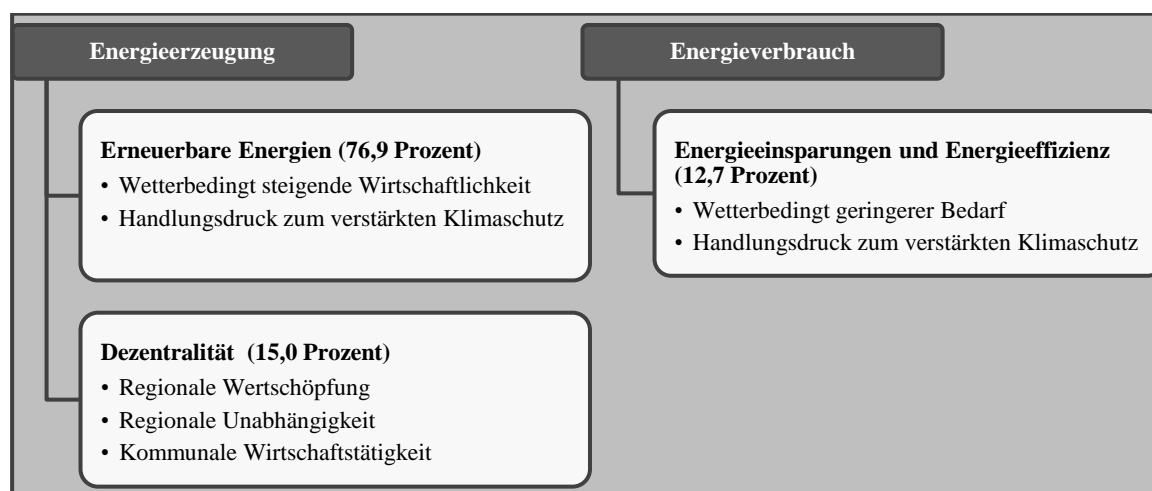 Energieerzeugung
Erneuerbare Energien (76,9 Prozent)
• Wetterbedingt steigende Wirtschaftlichkeit
• Handlungsdruck zum verstärkten Klimaschutz
Dezentralität (15,0 Prozent)
• Regionale Wertschöpfung
• Regionale Unabhängigkeit
• Kommunale Wirtschaftstätigkeit
Energieverbrauch
Energieeinsparungen und Energieeffizienz
(12,7 Prozent)
• Wetterbedingt geringerer Bedarf
• Handlungsdruck zum verstärkten Klimaschutz